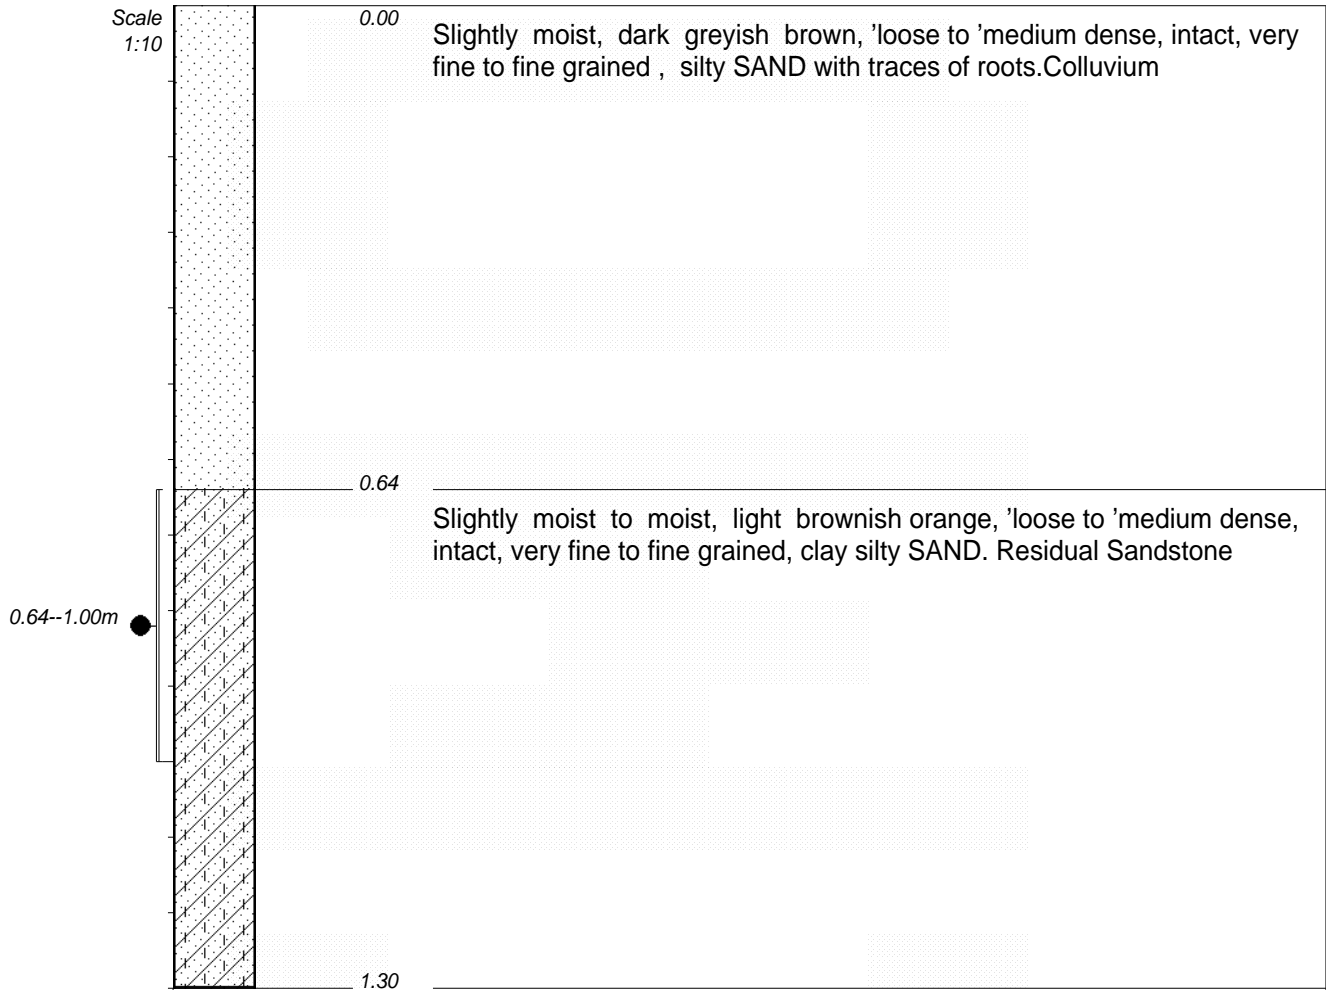 Scale
1:10
0.00
Slightly moist, dark greyish brown, 'loose to 'medium dense, intact, very
fine to fine grained , silty SAND with traces of roots.Colluvium
0.64
Slightly moist to moist, light brownish orange, 'loose to 'medium dense,
intact, very fine to fine grained, clay silty SAND. Residual Sandstone
0.64--1.00m
1.30